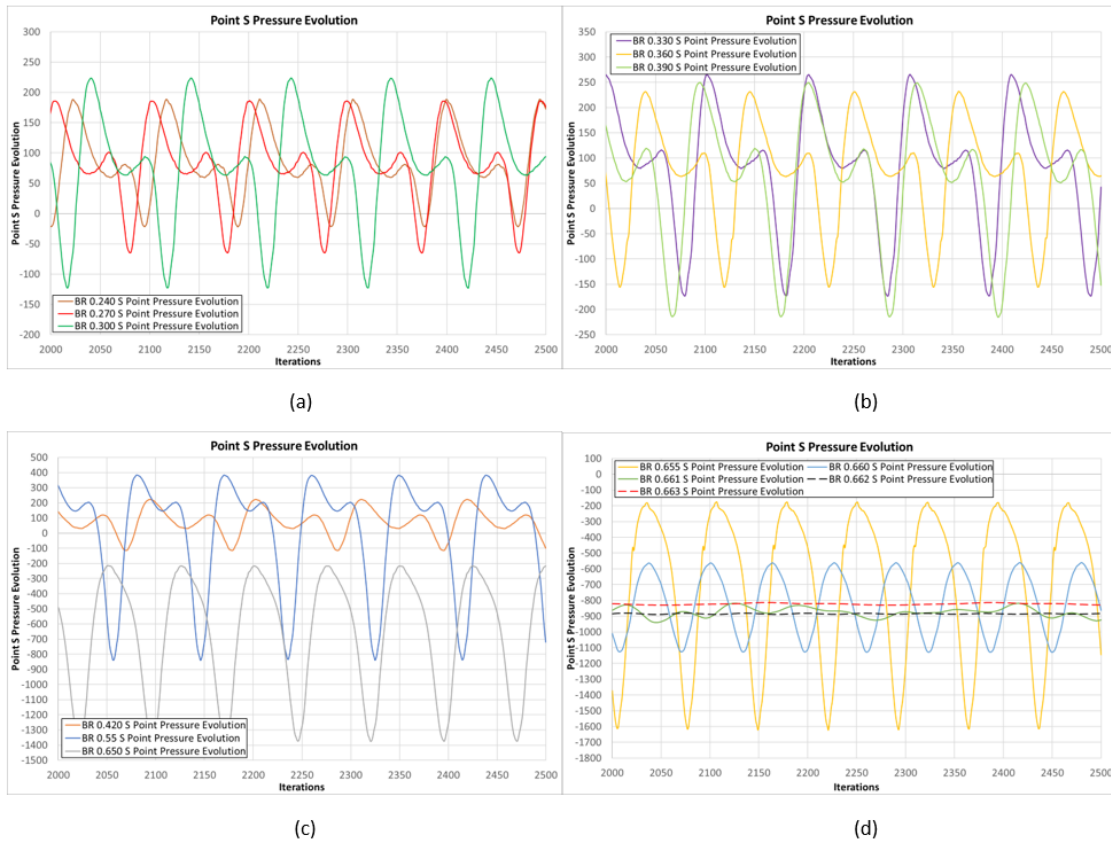 Point S Pressure Evolution
Point S Pressure Evolution
300
250
200
150
100
50
0
-50
-100
-150
200
BR 0.240 S Point Pressure Evolution
BR 0.270 S Point Pressure Evolution
BR 0.300 S Point Pressure Evolution
2000 2050 2100 2150 2200 2250 2300 2350 2400 2450 2500
Iterations
(a)
Point S Pressure Evolution
Point S Pressure Evolution
350
300
250
200
150
100
50
0
-50
-100
-150
-200
-250
BR 0.330 S Point Pressure Evolution
BR 0.360 S Point Pressure Evolution
BR 0.390 S Point Pressure Evolution
2000 2050 2100 2150 2200 2250 2300 2350 2400 2450 2500
Iterations
(b)
Point S Pressure Evolution
Point S Pressure Evolution
500
400
300
200
100
0
-100
-200
-300
-400
-500
-600
-700
-800
-900
-1000
-1100
-1200
-1300
-1400
-1500
BR 0.420 S Point Pressure Evolution
BR 0.55 S Point Pressure Evolution
BR 0.650 S Point Pressure Evolution
2000 2050 2100 2150 2200 2250 2300 2350 2400 2450 2500
Iterations
(c)
Point S Pressure Evolution
Point S Pressure Evolution
100
0
-100
-200
-300
-400
-500
-600
-700
-800
-900
-1000
-1100
-1200
-1300
-1400
-1500
-1600
-1700
-1800
BR 0.655 S Point Pressure Evolution BR 0.660 S Point Pressure Evolution
BR 0.661 S Point Pressure Evolution BR 0.662 S Point Pressure Evolution
BR 0.663 S Point Pressure Evolution
2000 2050 2100 2150 2200 2250 2300 2350 2400 2450 2500
Iterations
(d)